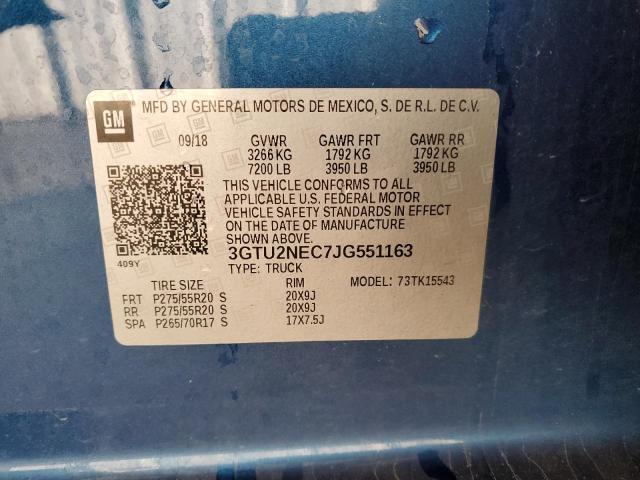 GM MFD BY GENERAL MOTORS DE MEXICO, S. DE R.L. DE C.V.
09/18 GVWR GAWR FRT GAWR RR
3266 KG 1792 KG 1792 KG
7200 LB 3950 LB 3950 LB
THIS VEHICLE CONFORMS TO ALL
APPLICABLE U.S. FEDERAL MOTOR
VEHICLE SAFETY STANDARDS IN EFFECT
ON THE DATE OF MANUFACTURE
SHOWN ABOVE.
3GTU2NEC7JG551163
409Y TYPE: TRUCK
TIRE SIZE RIM MODEL: 73TK15543
FRT P275/55R20 S 20X9J
RR P275/55R20 S 20X9J
SPA P265/70R17 S 17X7.5J